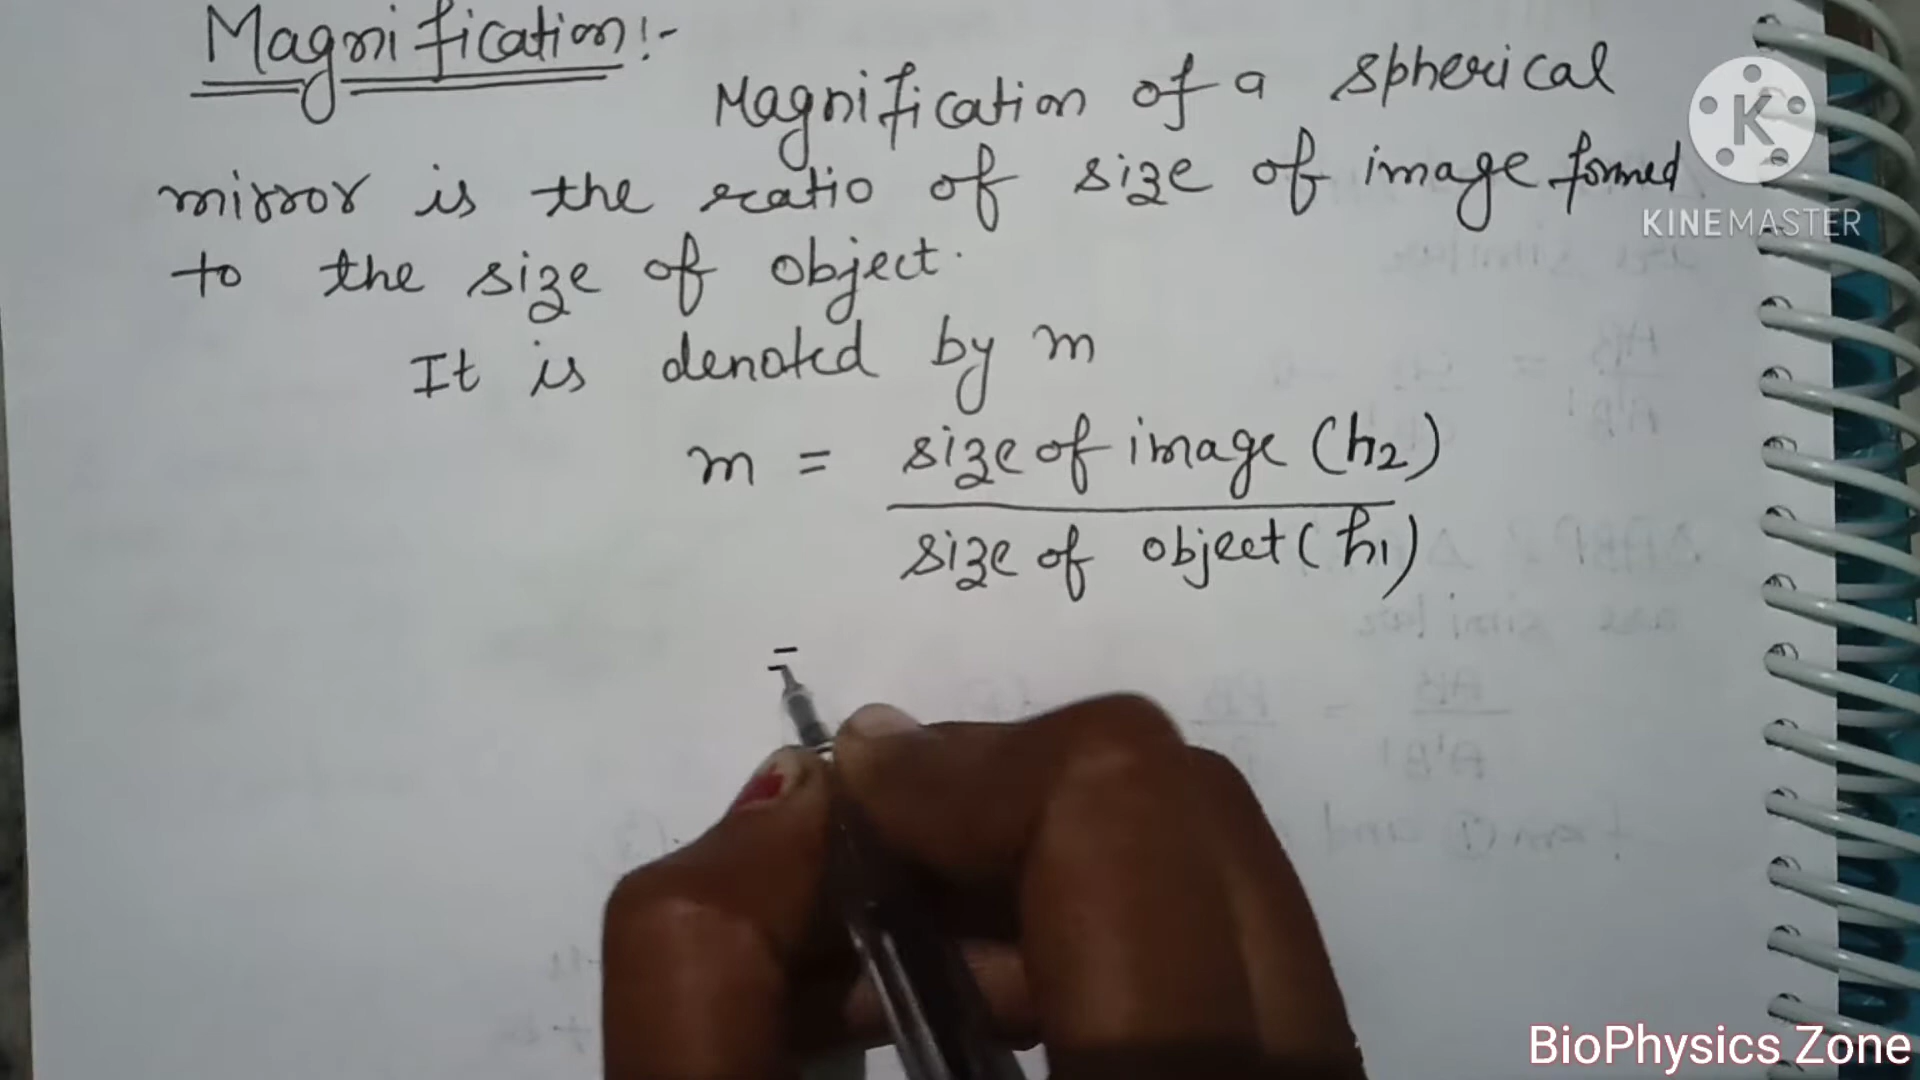 Magnification:-
Magnification of a spherical
mirror is the ratio of size of image formed
to the size of object.
It is denoted by m
m = size of image (h2)
size of object (h1)
=
K
KINEMASTER
BioPhysics Zone